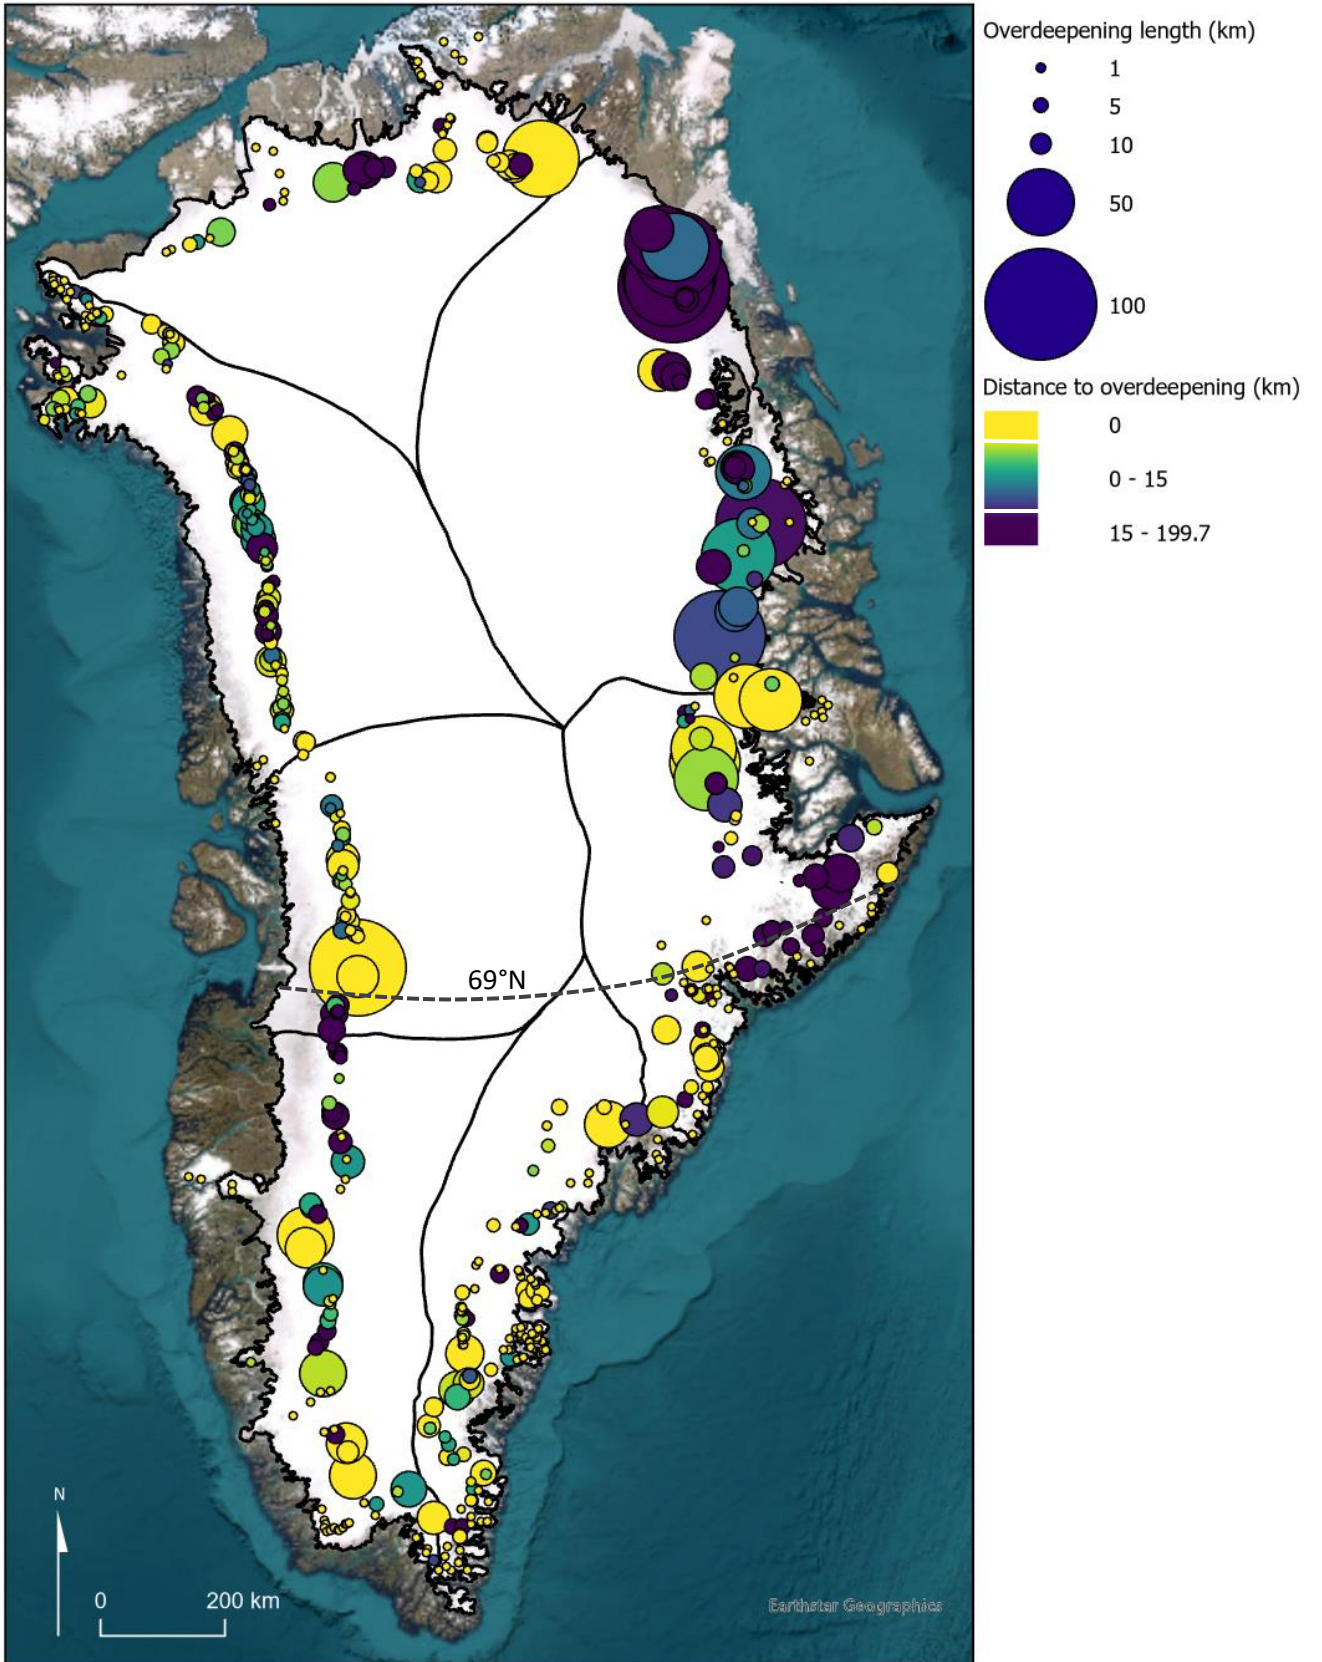 Overdeepening length (km)
1
5
10
50
100
Distance to overdeepening (km)
0
0 - 15
15 - 199.7
69°N
N
0 200 km
Earthstar Geographics